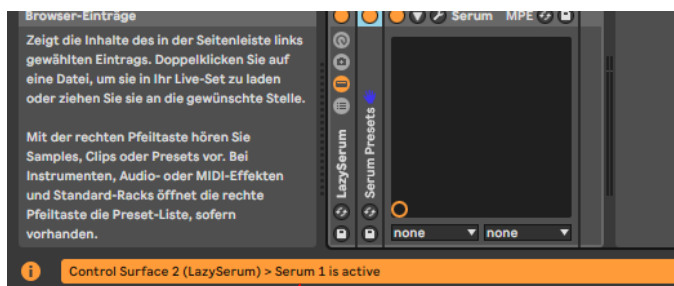 Browser-Einträge
Serum MPE
Zeigt die Inhalte des in der Seitenleiste links
gewählten Eintrags. Doppelklicken Sie auf
eine Datei, um sie in Ihr Live-Set zu laden
oder ziehen Sie sie an die gewünschte Stelle.
Mit der rechten Pfeiltaste hören Sie
Samples, Clips oder Presets vor. Bei
Instrumenten, Audio- oder MIDI-Effekten
und Standard-Racks öffnet die rechte
Pfeiltaste die Preset-Liste, sofern
vorhanden.
LazySerum
Serum Presets
none
none
Control Surface 2 (LazySerum) > Serum 1 is active